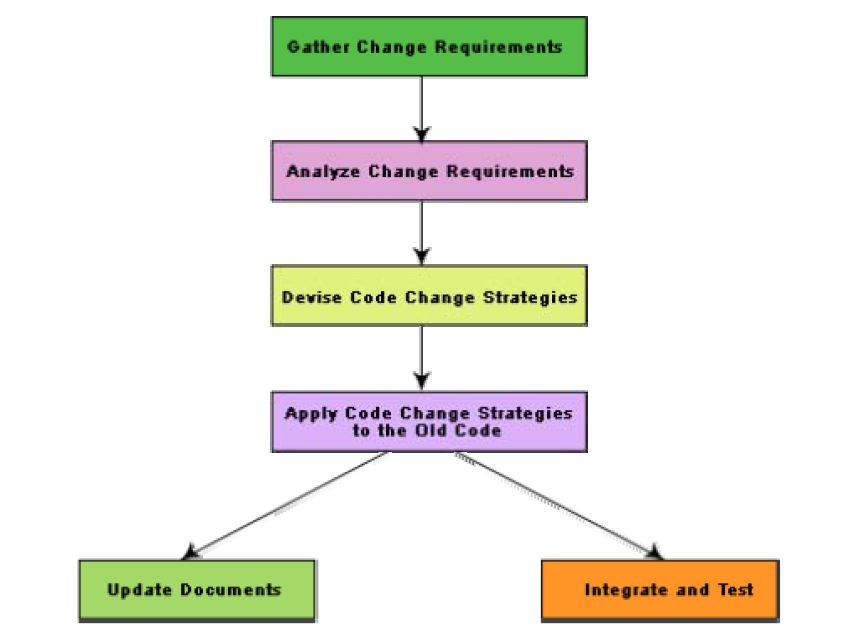 Gather Change Requirements
Analyze Change Requirements
Devise Code Change Strategies
Apply Code Change Strategies
to the Old Code
Update Documents
Integrate and Test